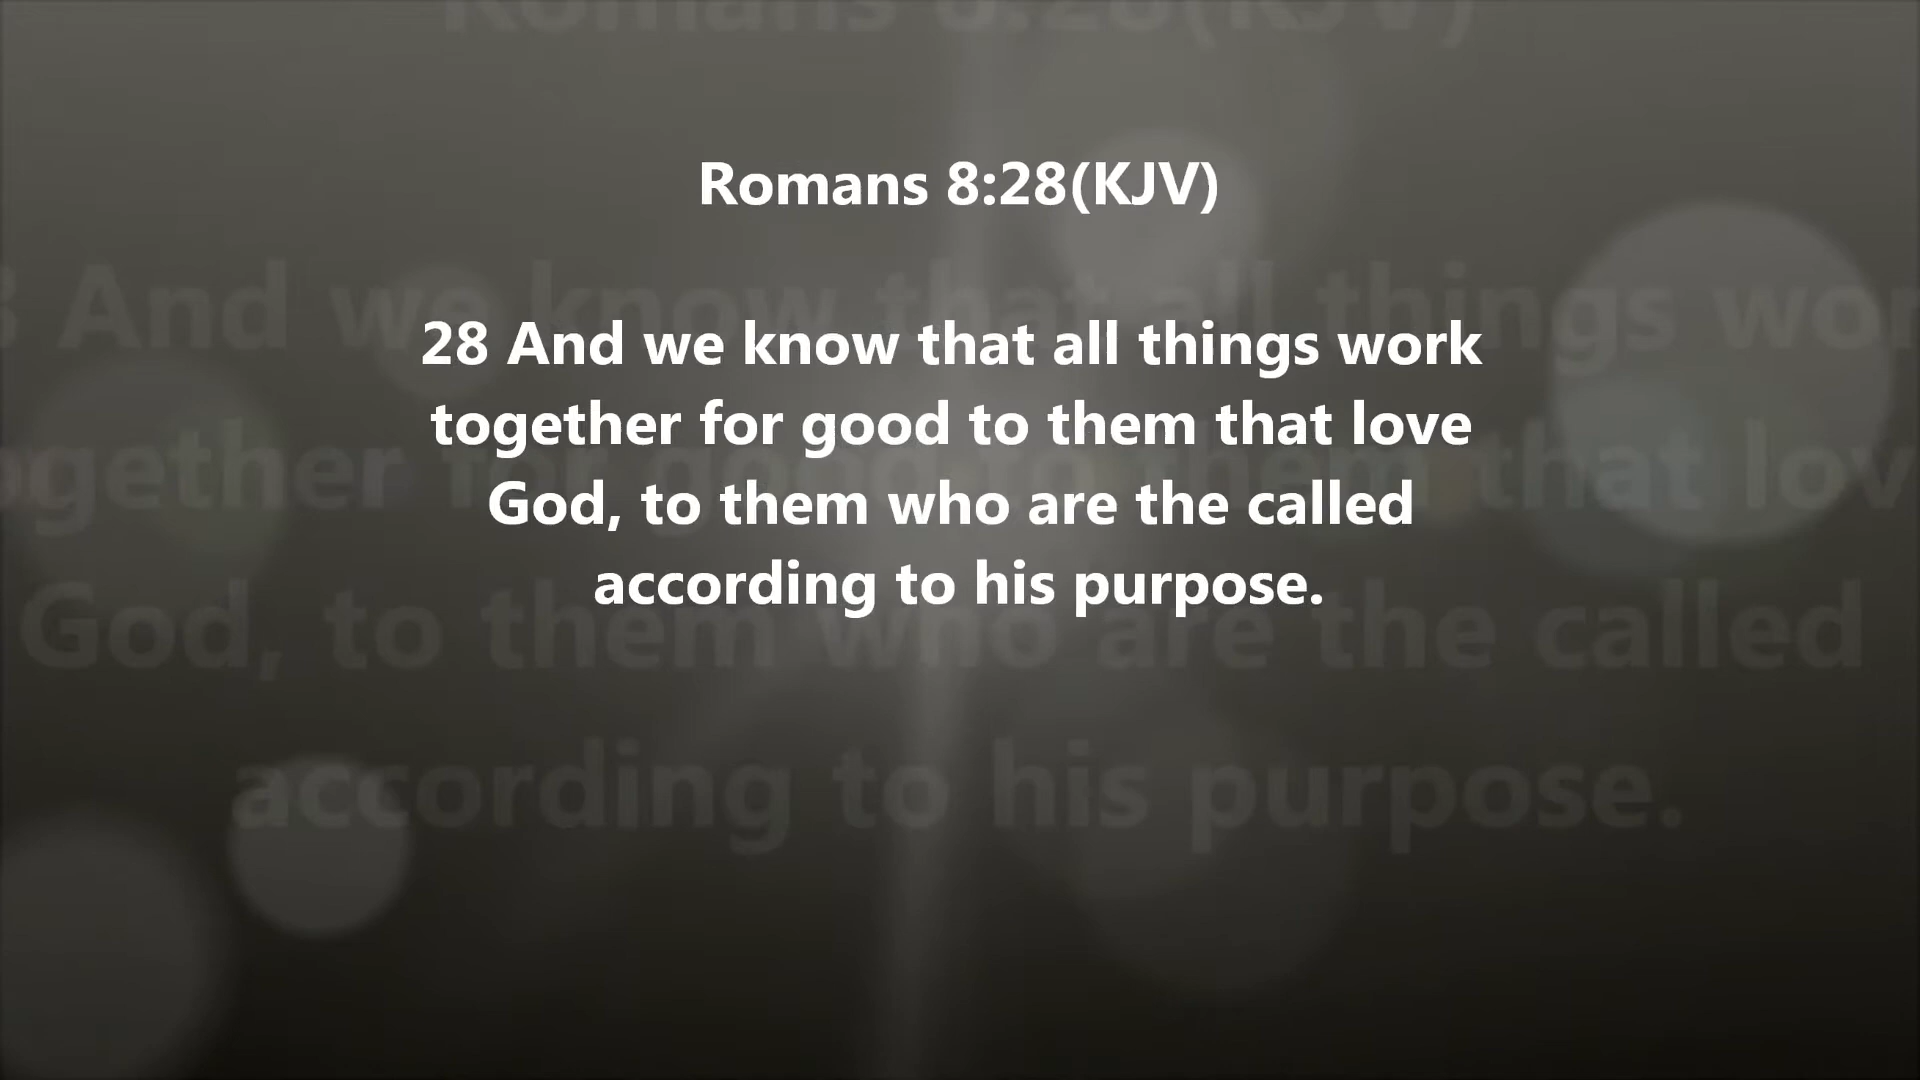 Romans 8:28(KJV)
28 And we know that all things work
together for good to them that love
God, to them who are the called
according to his purpose.